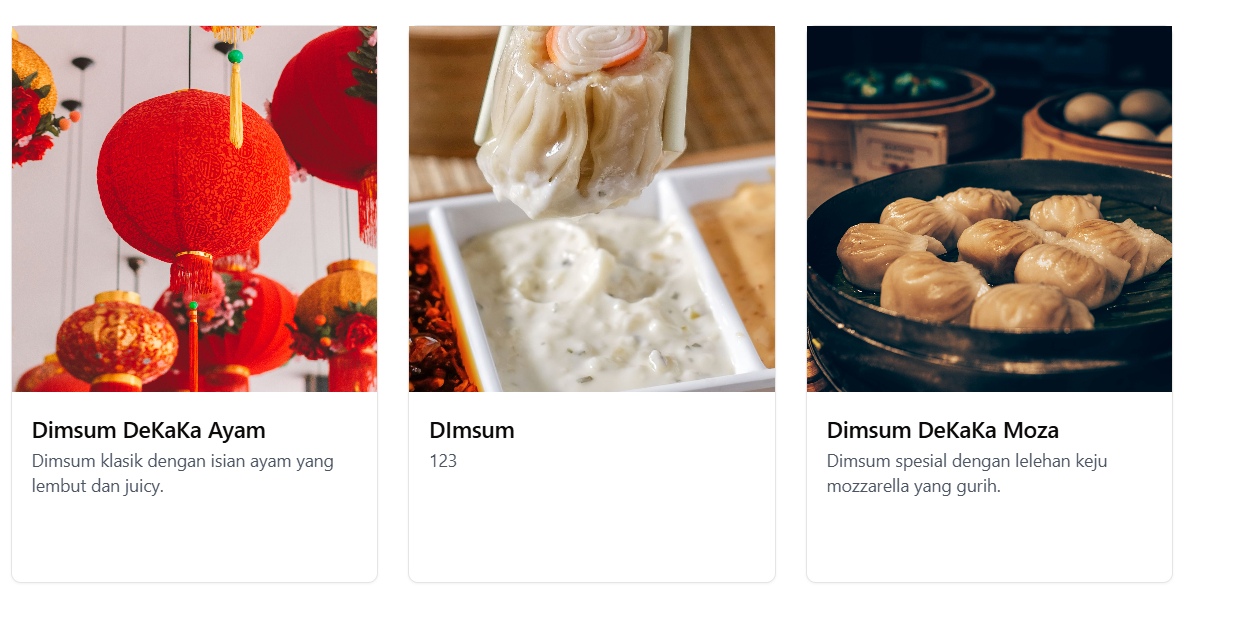 Dimsum DeKaKa Ayam
Dimsum klasik dengan isian ayam yang
lembut dan juicy.
DImsum
123
Dimsum DeKaKa Moza
Dimsum spesial dengan lelehan keju
mozzarella yang gurih.